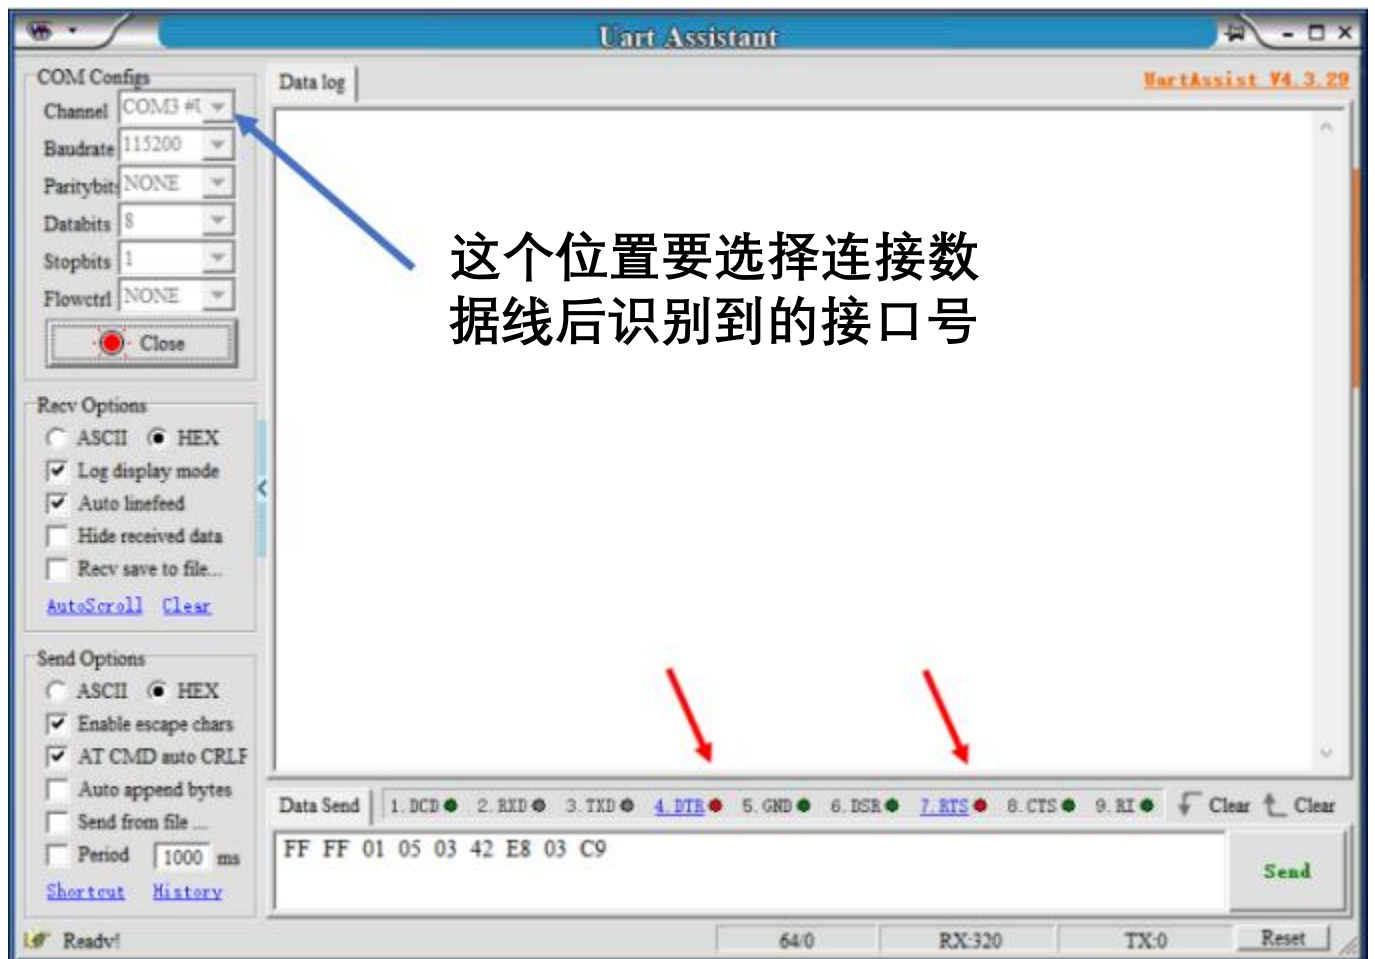 Uart Assistant
COM Configs
Data log
UartAssist V4.3.29
Channel COM3 #U
Baudrate 115200
Paritybits NONE
Databits 8
Stopbits 1
Flowctrl NONE
Close
这个位置要选择连接数
据线后识别到的接口号
Recv Options
ASCII HEX
Log display mode
Auto linefeed
Hide received data
Recv save to file...
AutoScroll Clear
Send Options
ASCII HEX
Enable escape chars
AT CMD auto CRLF
Auto append bytes
Send from file ...
Period 1000 ms
Shortcut History
Data Send 1. DCD 2. RXD 3. TXD 4. DTR 5. GND 6. DSR 7. RTS 8. CTS 9. RI Clear Clear
FF FF 01 05 03 42 E8 03 C9
Send
Ready! 64/0 RX:320 TX:0 Reset